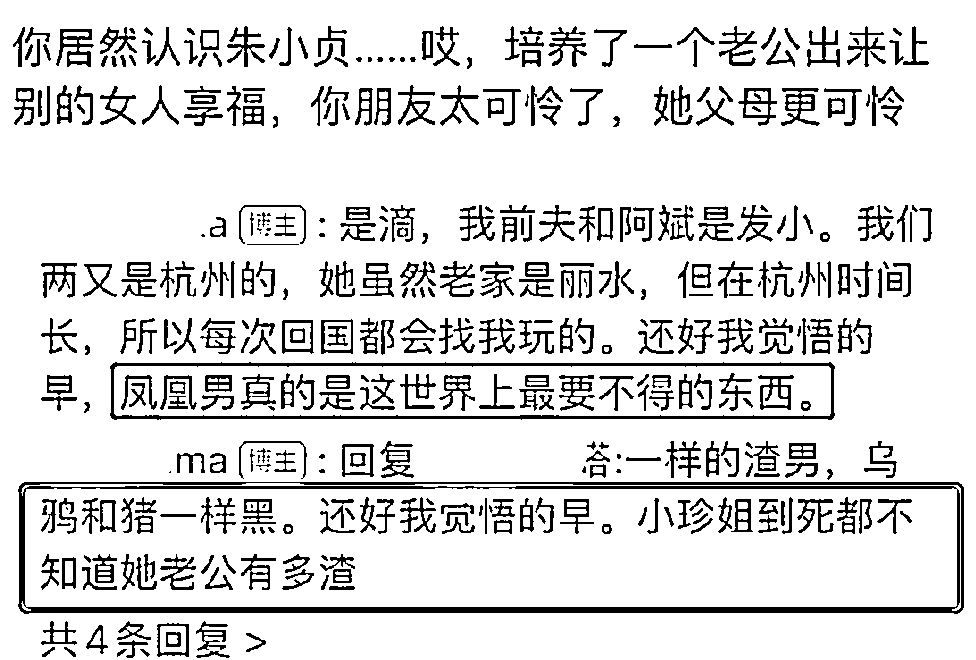 你居然认识朱小贞......哎，培养了一个老公出来让
别的女人享福，你朋友太可怜了，她父母更可怜
.a 博主：是滴，我前夫和阿斌是发小。我们
两又是杭州的，她虽然老家是丽水，但在杭州时间
长，所以每次回国都会找我玩的。还好我觉悟的
早，凤凰男真的是这世界上最要不得的东西。
.ma 博主：回复 荅:一样的渣男，乌
鸦和猪一样黑。还好我觉悟的早。小珍姐到死都不
知道她老公有多渣
共4条回复 >